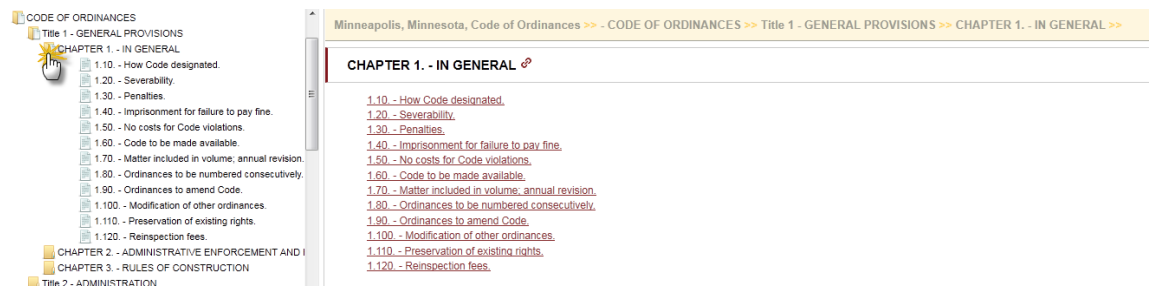 CODE OF ORDINANCES
Title 1 - GENERAL PROVISIONS
CHAPTER 1. - IN GENERAL
1.10. - How Code designated.
1.20. - Severability.
1.30. - Penalties.
1.40. - Imprisonment for failure to pay fine.
1.50. - No costs for Code violations.
1.60. - Code to be made available.
1.70. - Matter included in volume; annual revision.
1.80. - Ordinances to be numbered consecutively.
1.90. - Ordinances to amend Code.
1.100. - Modification of other ordinances.
1.110. - Preservation of existing rights.
1.120. - Reinspection fees.
CHAPTER 2. - ADMINISTRATIVE ENFORCEMENT AND
CHAPTER 3. - RULES OF CONSTRUCTION
Title 2 - ADMINISTRATION
Minneapolis, Minnesota, Code of Ordinances >> - CODE OF ORDINANCES >> Title 1 - GENERAL PROVISIONS >> CHAPTER 1. - IN GENERAL >>
CHAPTER 1. - IN GENERAL
1.10. - How Code designated.
1.20. - Severability.
1.30. - Penalties.
1.40. - Imprisonment for failure to pay fine.
1.50. - No costs for Code violations.
1.60. - Code to be made available.
1.70. - Matter included in volume; annual revision.
1.80. - Ordinances to be numbered consecutively.
1.90. - Ordinances to amend Code.
1.100. - Modification of other ordinances.
1.110. - Preservation of existing rights.
1.120. - Reinspection fees.